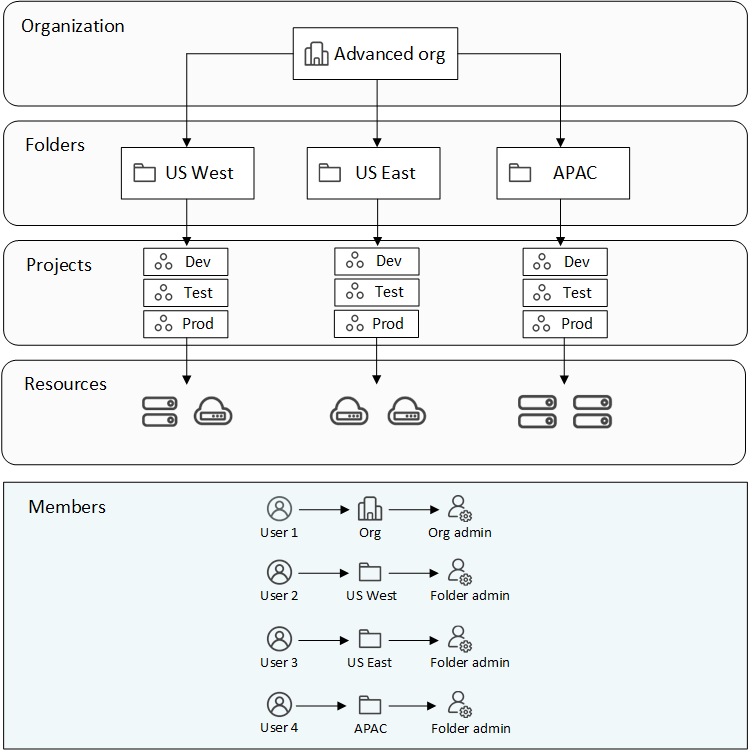 Organization
Advanced org
Folders
US West
US East
APAC
Projects
Dev
Dev
Dev
Test
Test
Test
Prod
Prod
Prod
Resources
Members
User 1
Org
Org admin
User 2
US West
Folder admin
User 3
US East
Folder admin
User 4
APAC
Folder admin